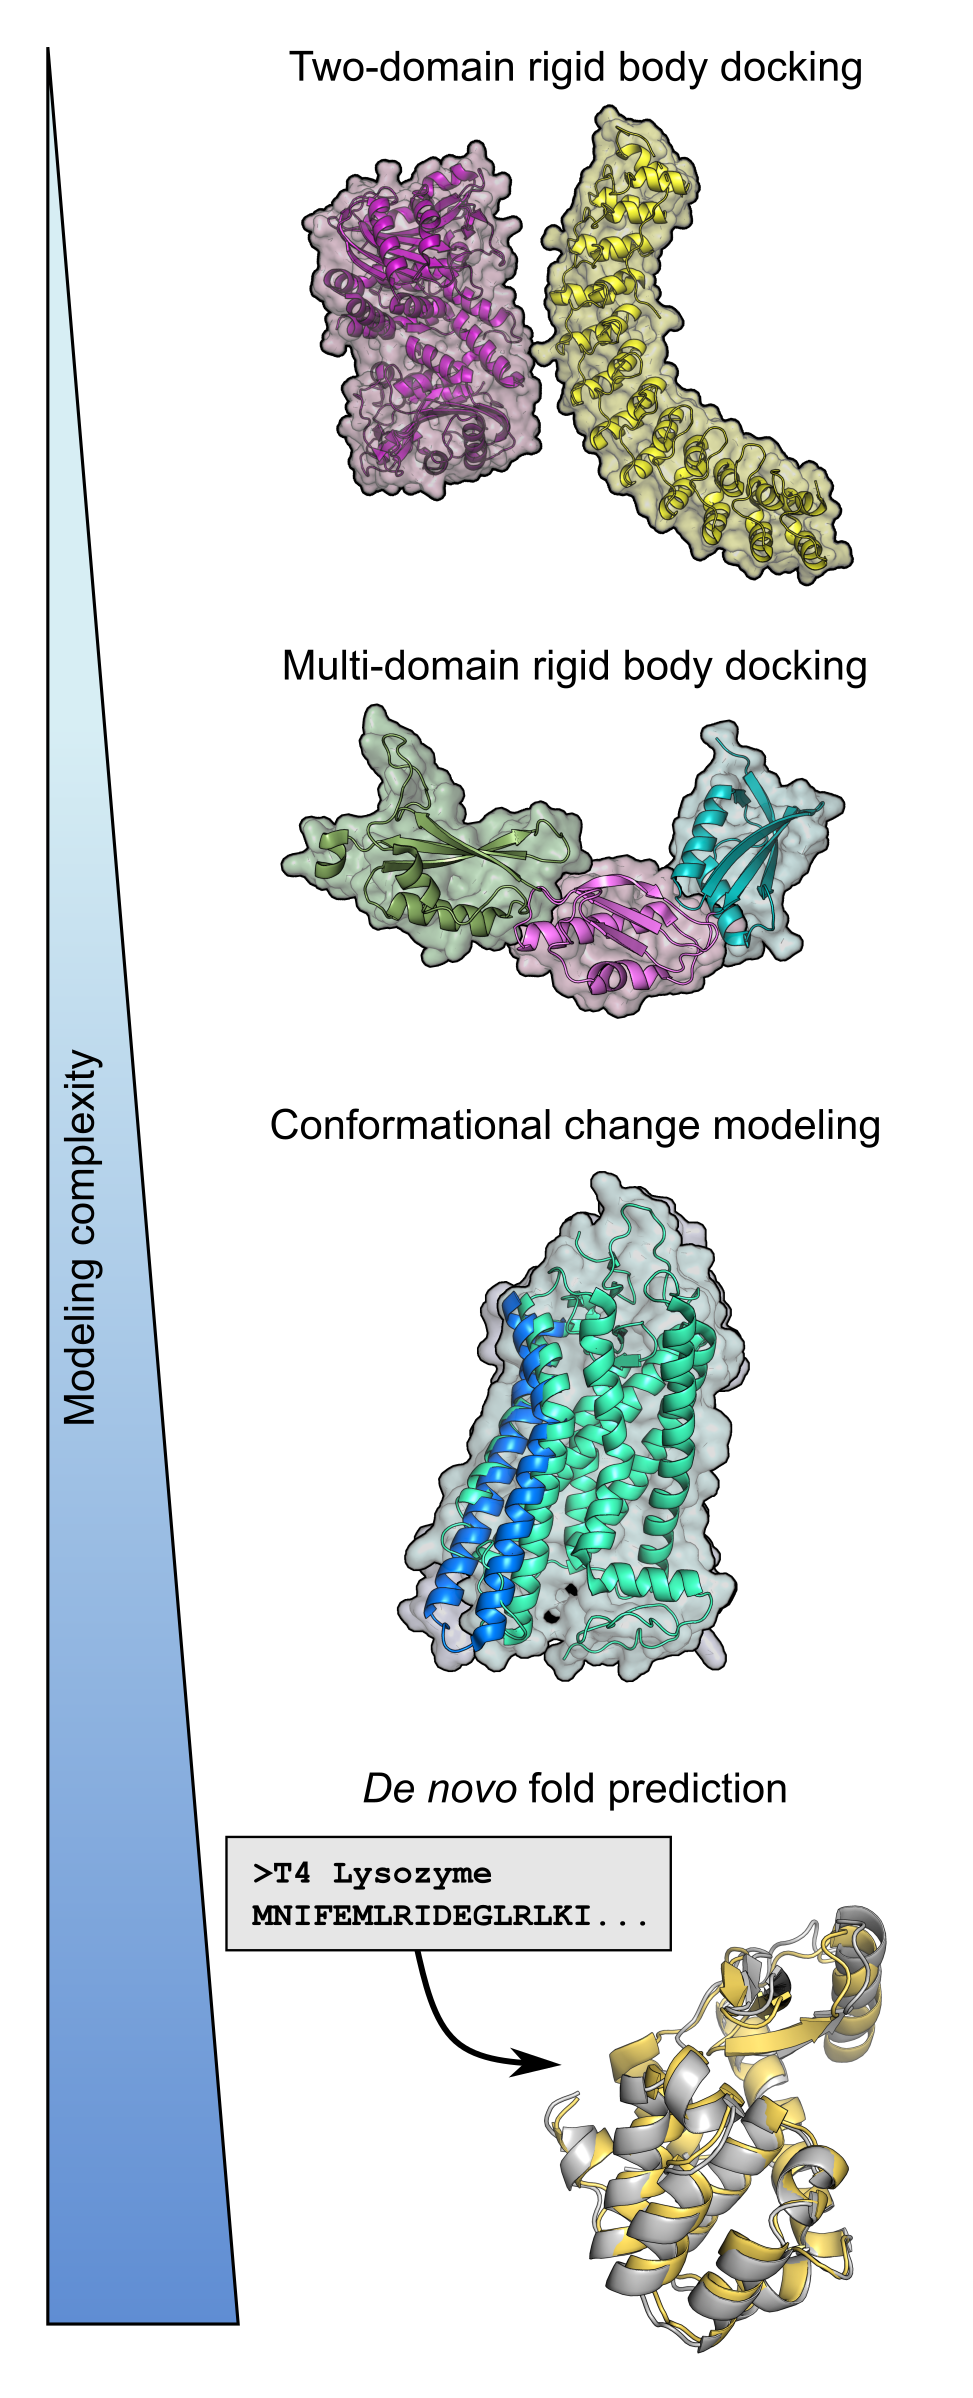 Two-domain rigid body docking
Multi-domain rigid body docking
Modeling complexity
Conformational change modeling
De novo fold prediction
>T4 Lysozyme
MNIFEMLRIDEGLRLKI...